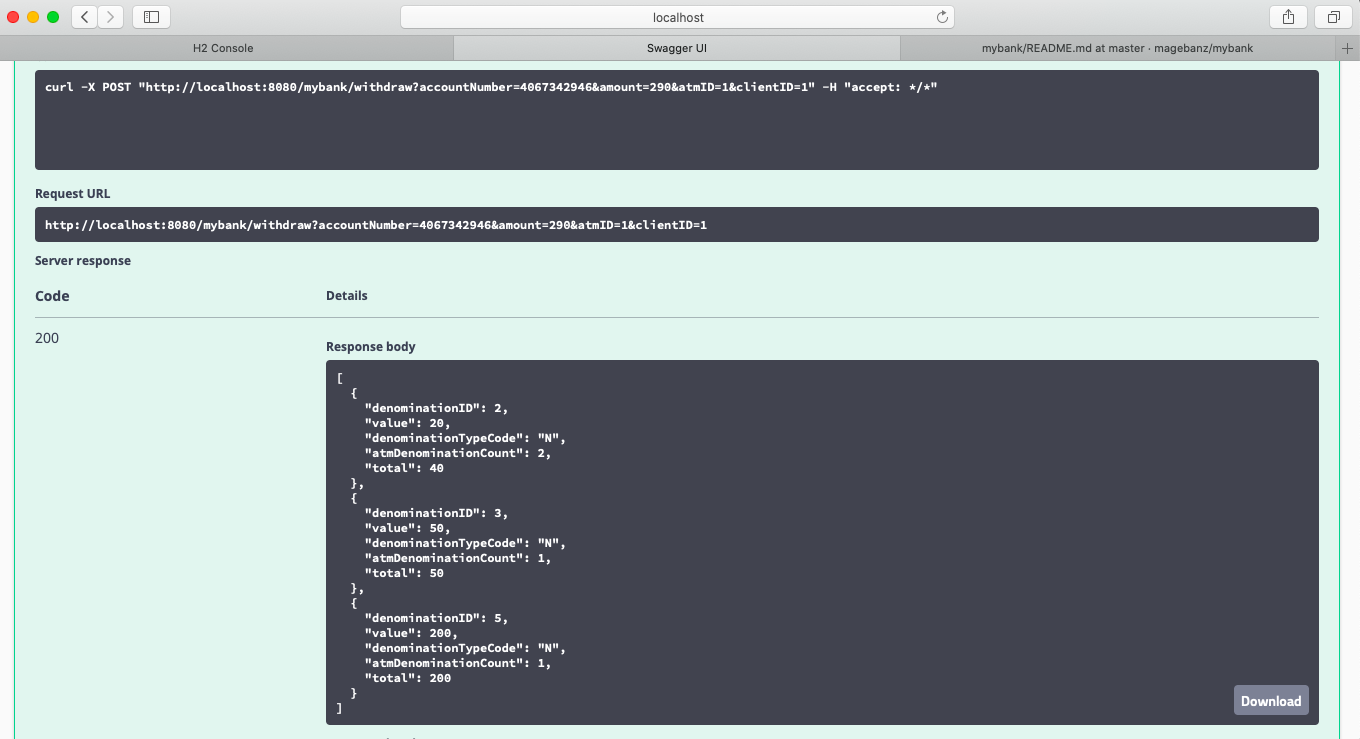 localhost
H2 Console
Swagger UI
mybank/README.md at master · magebanz/mybank
curl -X POST "http://localhost:8080/mybank/withdraw?accountNumber=4067342946&amount=290&atmID=1&clientID=1" -H "accept: */*"
Request URL
http://localhost:8080/mybank/withdraw?accountNumber=4067342946&amount=290&atmID=1&clientID=1
Server response
Code Details
200
Response body
[
  {
    "denominationID": 2,
    "value": 20,
    "denominationTypeCode": "N",
    "atmDenominationCount": 2,
    "total": 40
  },
  {
    "denominationID": 3,
    "value": 50,
    "denominationTypeCode": "N",
    "atmDenominationCount": 1,
    "total": 50
  },
  {
    "denominationID": 5,
    "value": 200,
    "denominationTypeCode": "N",
    "atmDenominationCount": 1,
    "total": 200
  }
]
Download